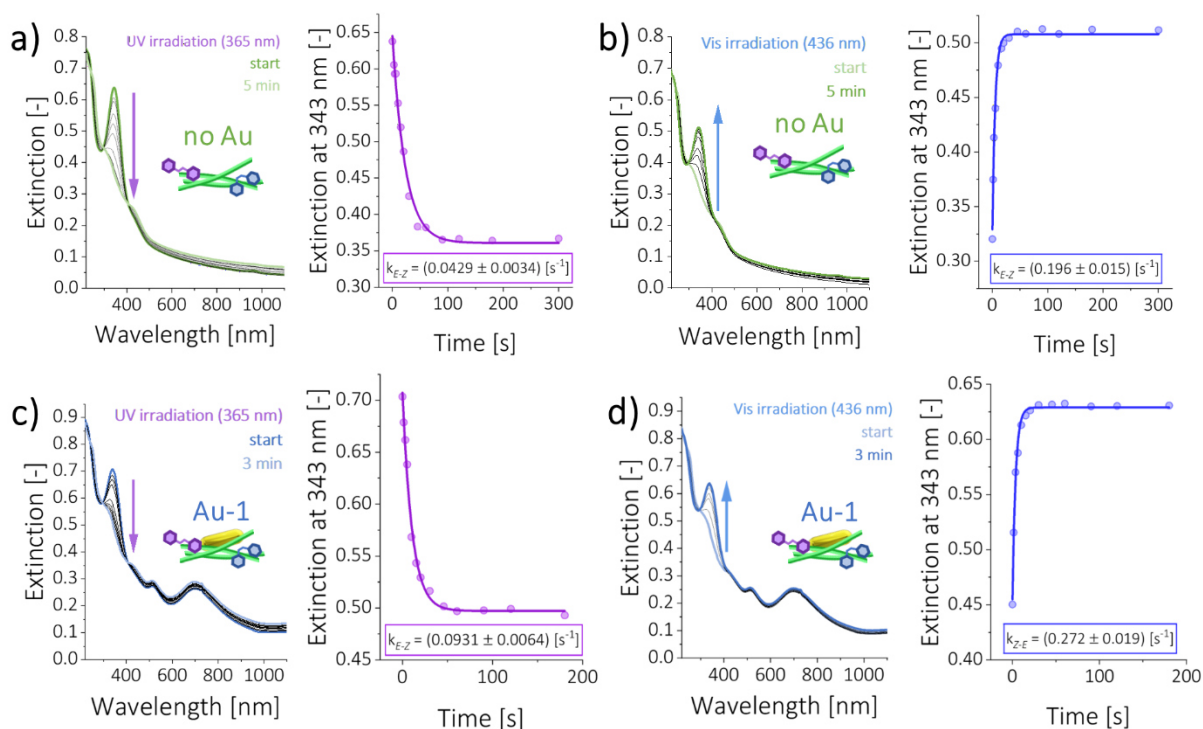 a)
UV irradiation (365 nm)
start
5 min
no Au
Extinction [-]
0.8
0.7
0.6
0.5
0.4
0.3
0.2
0.1
0.0
400 600 800 1000
Wavelength [nm]
Extinction at 343 nm [-]
0.65
0.60
0.55
0.50
0.45
0.40
0.35
0.30
k_E-Z = (0.0429 ± 0.0034) [s⁻¹]
0 100 200 300
Time [s]
b)
Vis irradiation (436 nm)
start
5 min
no Au
Extinction [-]
0.8
0.7
0.6
0.5
0.4
0.3
0.2
0.1
0.0
400 600 800 1000
Wavelength [nm]
Extinction at 343 nm [-]
0.50
0.45
0.40
0.35
0.30
k_E-Z = (0.196 ± 0.015) [s⁻¹]
0 100 200 300
Time [s]
c)
UV irradiation (365 nm)
start
3 min
Au-1
Extinction [-]
0.9
0.8
0.7
0.6
0.5
0.4
0.3
0.2
0.1
0.0
400 600 800 1000
Wavelength [nm]
Extinction at 343 nm [-]
0.70
0.65
0.60
0.55
0.50
0.45
k_E-Z = (0.0931 ± 0.0064) [s⁻¹]
0 100 200
Time [s]
d)
Vis irradiation (436 nm)
start
3 min
Au-1
Extinction [-]
0.9
0.8
0.7
0.6
0.5
0.4
0.3
0.2
0.1
0.0
400 600 800 1000
Wavelength [nm]
Extinction at 343 nm [-]
0.65
0.60
0.55
0.50
0.45
0.40
k_Z-E = (0.272 ± 0.019) [s⁻¹]
0 100 200
Time [s]